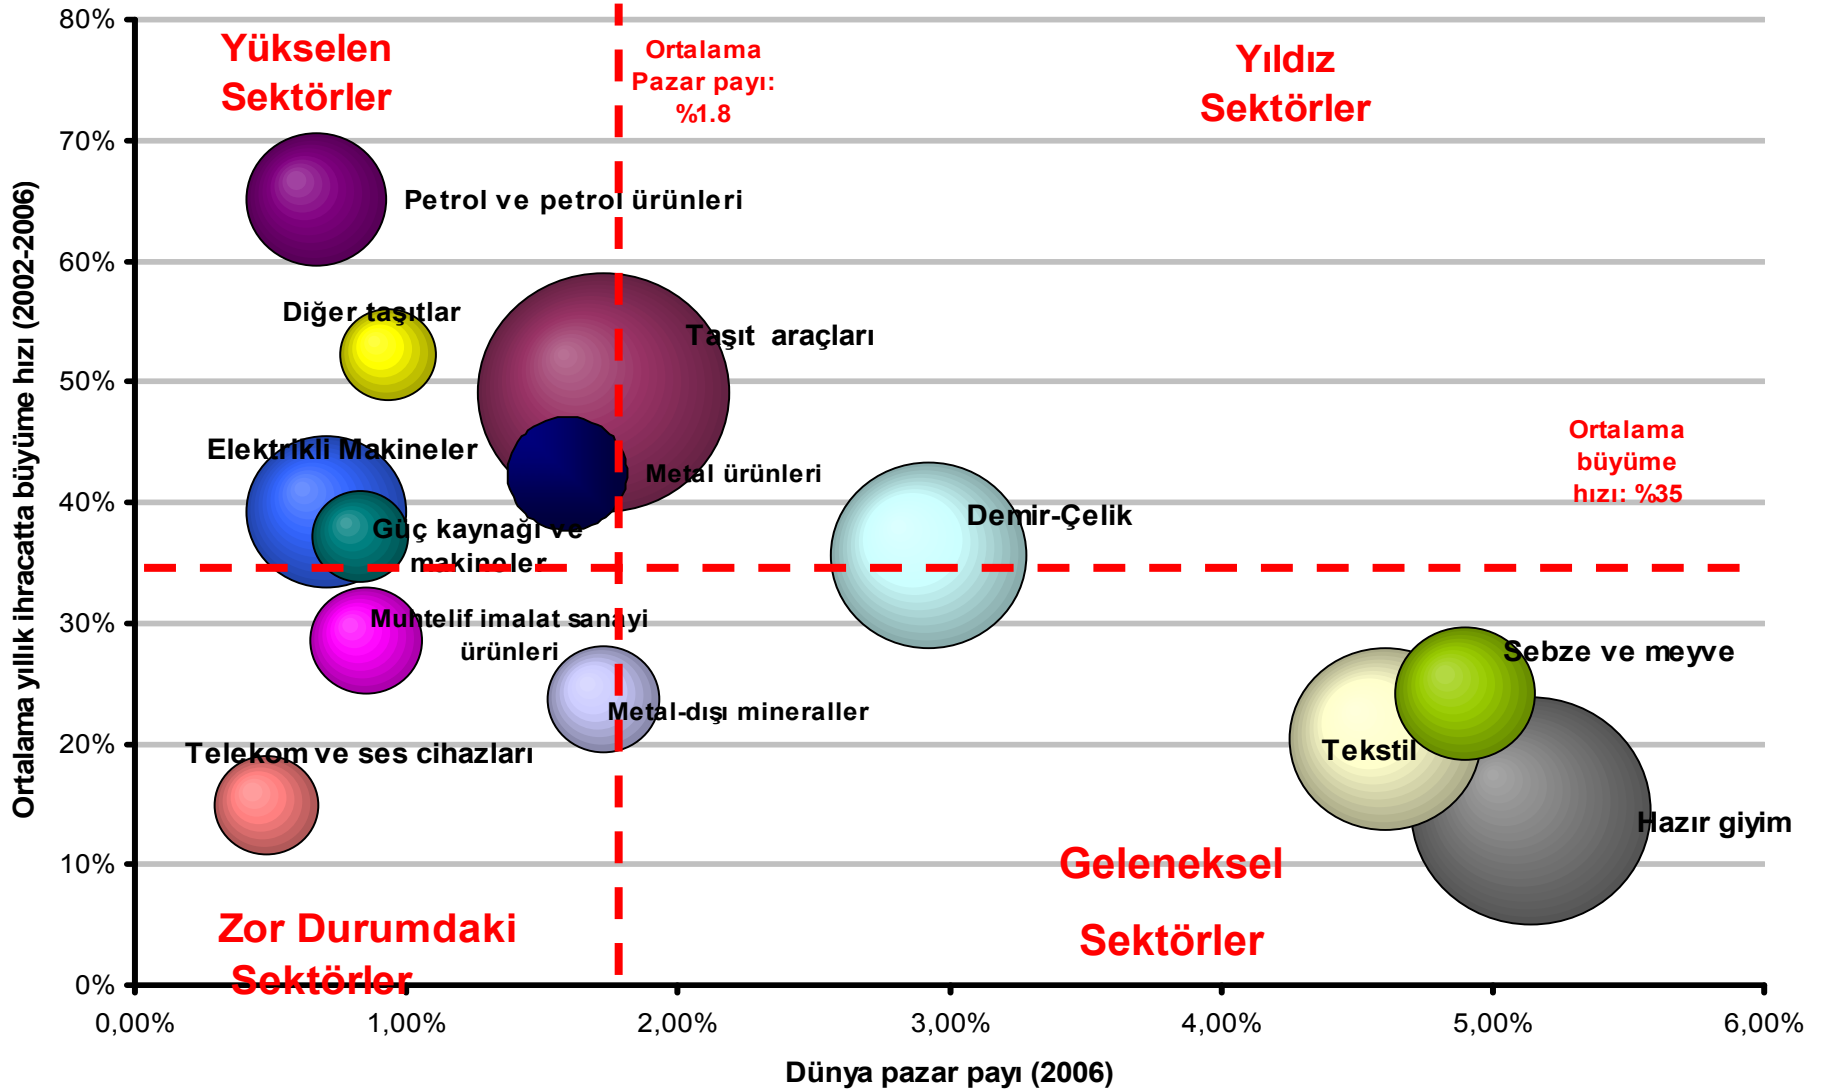 80%
70%
60%
50%
40%
30%
20%
10%
0%
Ortalama yıllık ihracatta büyüme hızı (2002-2006)
Yükselen
Sektörler
Ortalama
Pazar payı:
%1.8
Yıldız
Sektörler
Petrol ve petrol ürünleri
Diğer taşıtlar
Taşıt araçları
Elektrikli Makineler
Metal ürünleri
Ortalama
büyüme
hızı: %35
Güç kaynağı ve
makineler
Demir-Çelik
Muhtelif imalat sanayi
ürünleri
Sebze ve meyve
Metal-dışı mineraller
Telekom ve ses cihazları
Tekstil
Hazır giyim
Geleneksel
Sektörler
Zor Durumdaki
Sektörler
0,00%
1,00%
2,00%
3,00%
4,00%
5,00%
6,00%
Dünya pazar payı (2006)